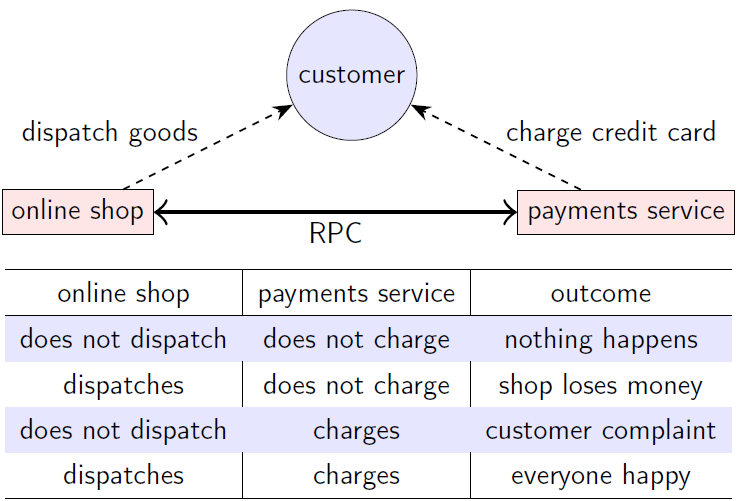 customer
dispatch goods
charge credit card
online shop
payments service
RPC
online shop payments service outcome
does not dispatch does not charge nothing happens
dispatches does not charge shop loses money
does not dispatch charges customer complaint
dispatches charges everyone happy